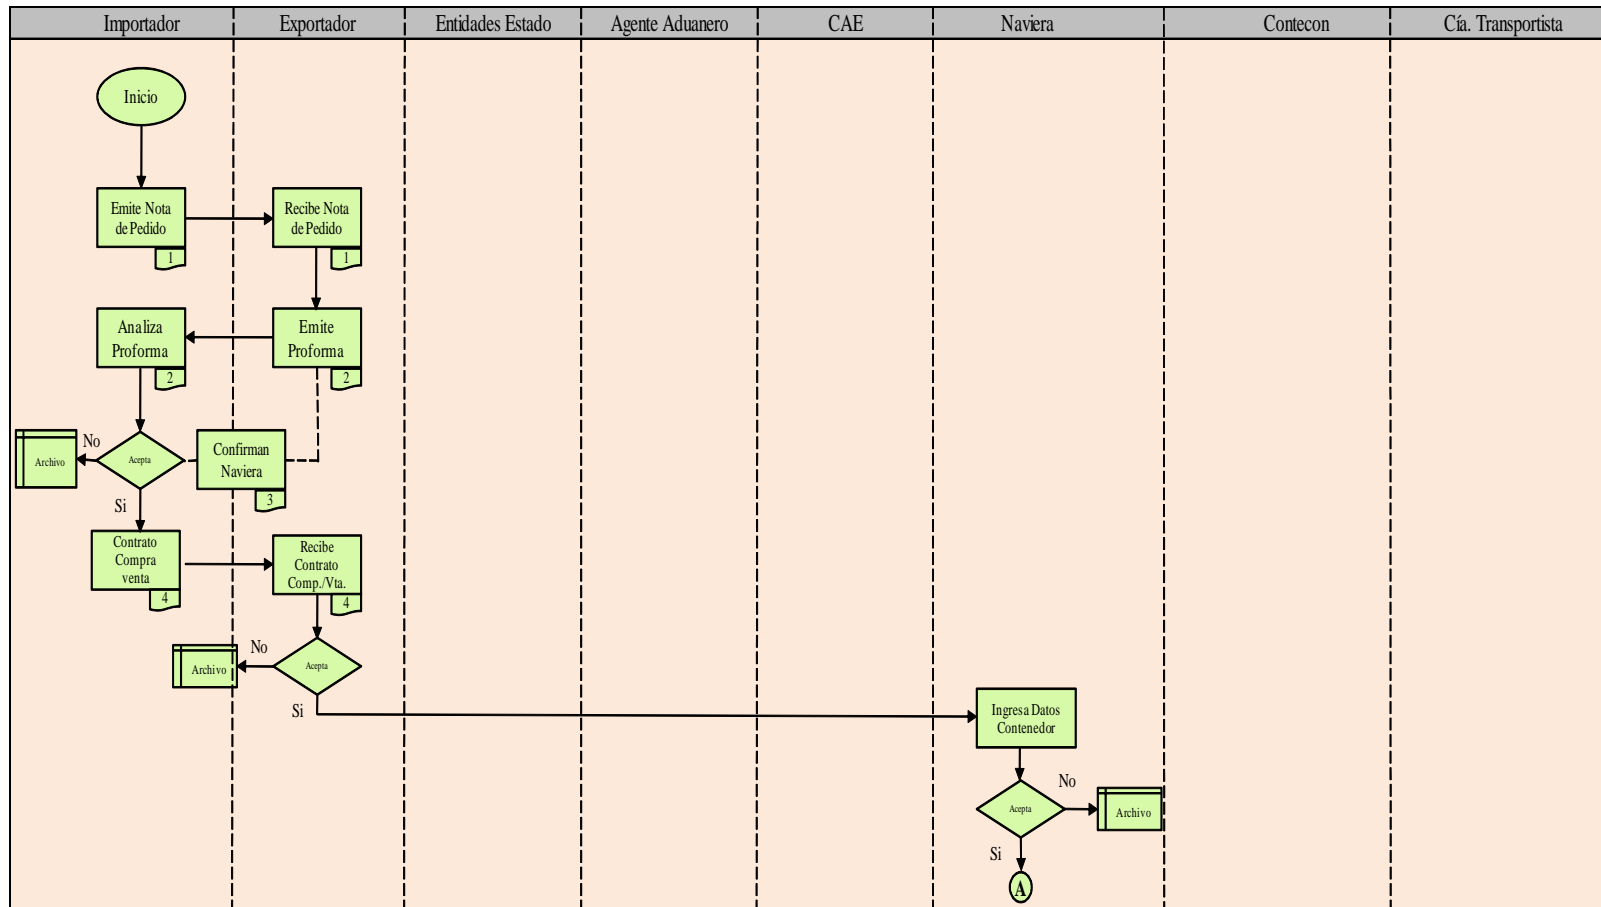 Importador
Exportador
Entidades Estado
Agente Aduanero
CAE
Naviera
Contecon
Cía. Transportista
Inicio
Emite Nota
de Pedido
1
Recibe Nota
de Pedido
1
Analiza
Proforma
2
Emite
Proforma
2
Archivo
No
Acepta
Confirman
Naviera
3
Si
Contrato
Compra
venta
4
Recibe
Contrato
Comp./Vta.
4
Archivo
No
Acepta
Si
Ingresa Datos
Contenedor
Acepta
No
Archivo
Si
A